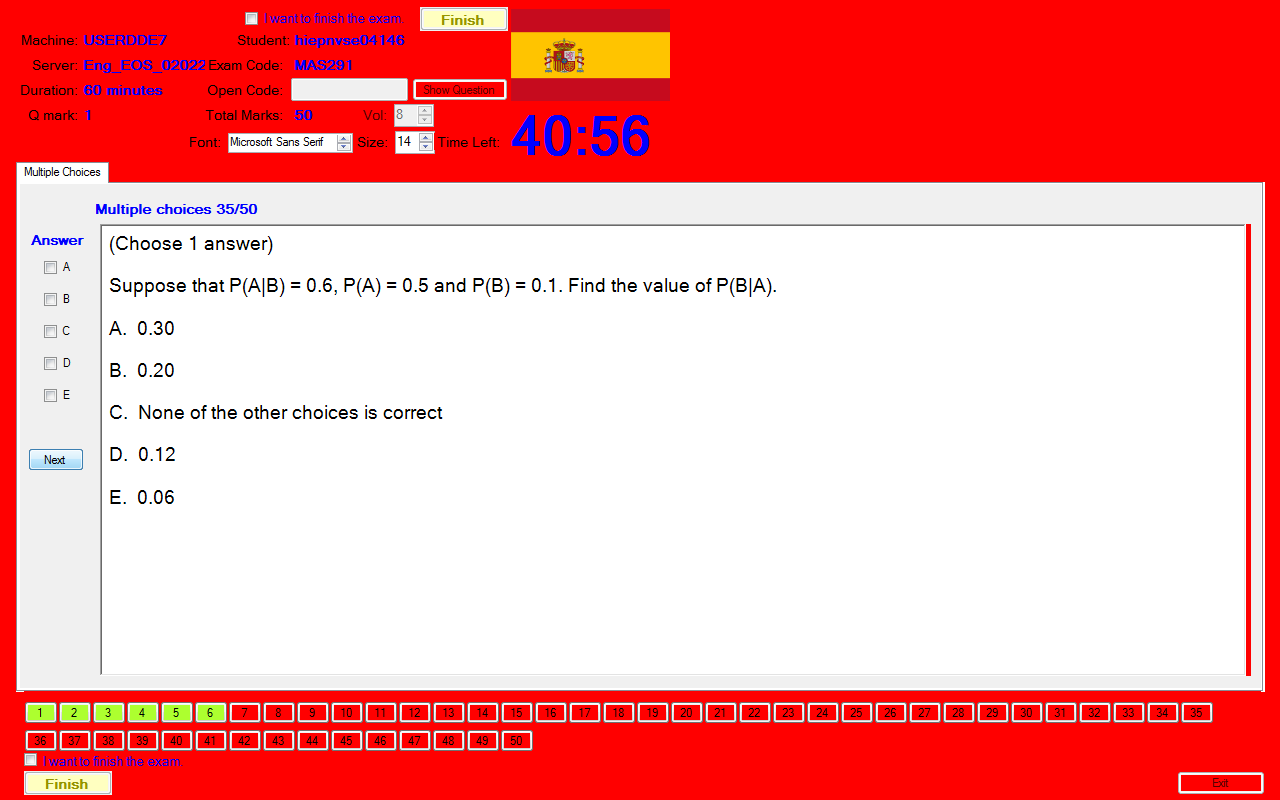 I want to finish the exam. Finish
Machine: USERDDE7 Student: hiepnvse04146
Server: Eng_EOS_02022 Exam Code: MAS291
Duration: 60 minutes Open Code: Show Question
Q mark: 1 Total Marks: 50 Vol: 8
Font: Microsoft Sans Serif Size: 14 Time Left: 40:56
Multiple Choices
Multiple choices 35/50
Answer
A
B
C
D
E
Next
(Choose 1 answer)
Suppose that P(A|B) = 0.6, P(A) = 0.5 and P(B) = 0.1. Find the value of P(B|A).
A. 0.30
B. 0.20
C. None of the other choices is correct
D. 0.12
E. 0.06
1 2 3 4 5 6 7 8 9 10 11 12 13 14 15 16 17 18 19 20 21 22 23 24 25 26 27 28 29 30 31 32 33 34 35
36 37 38 39 40 41 42 43 44 45 46 47 48 49 50
I want to finish the exam.
Finish Exit